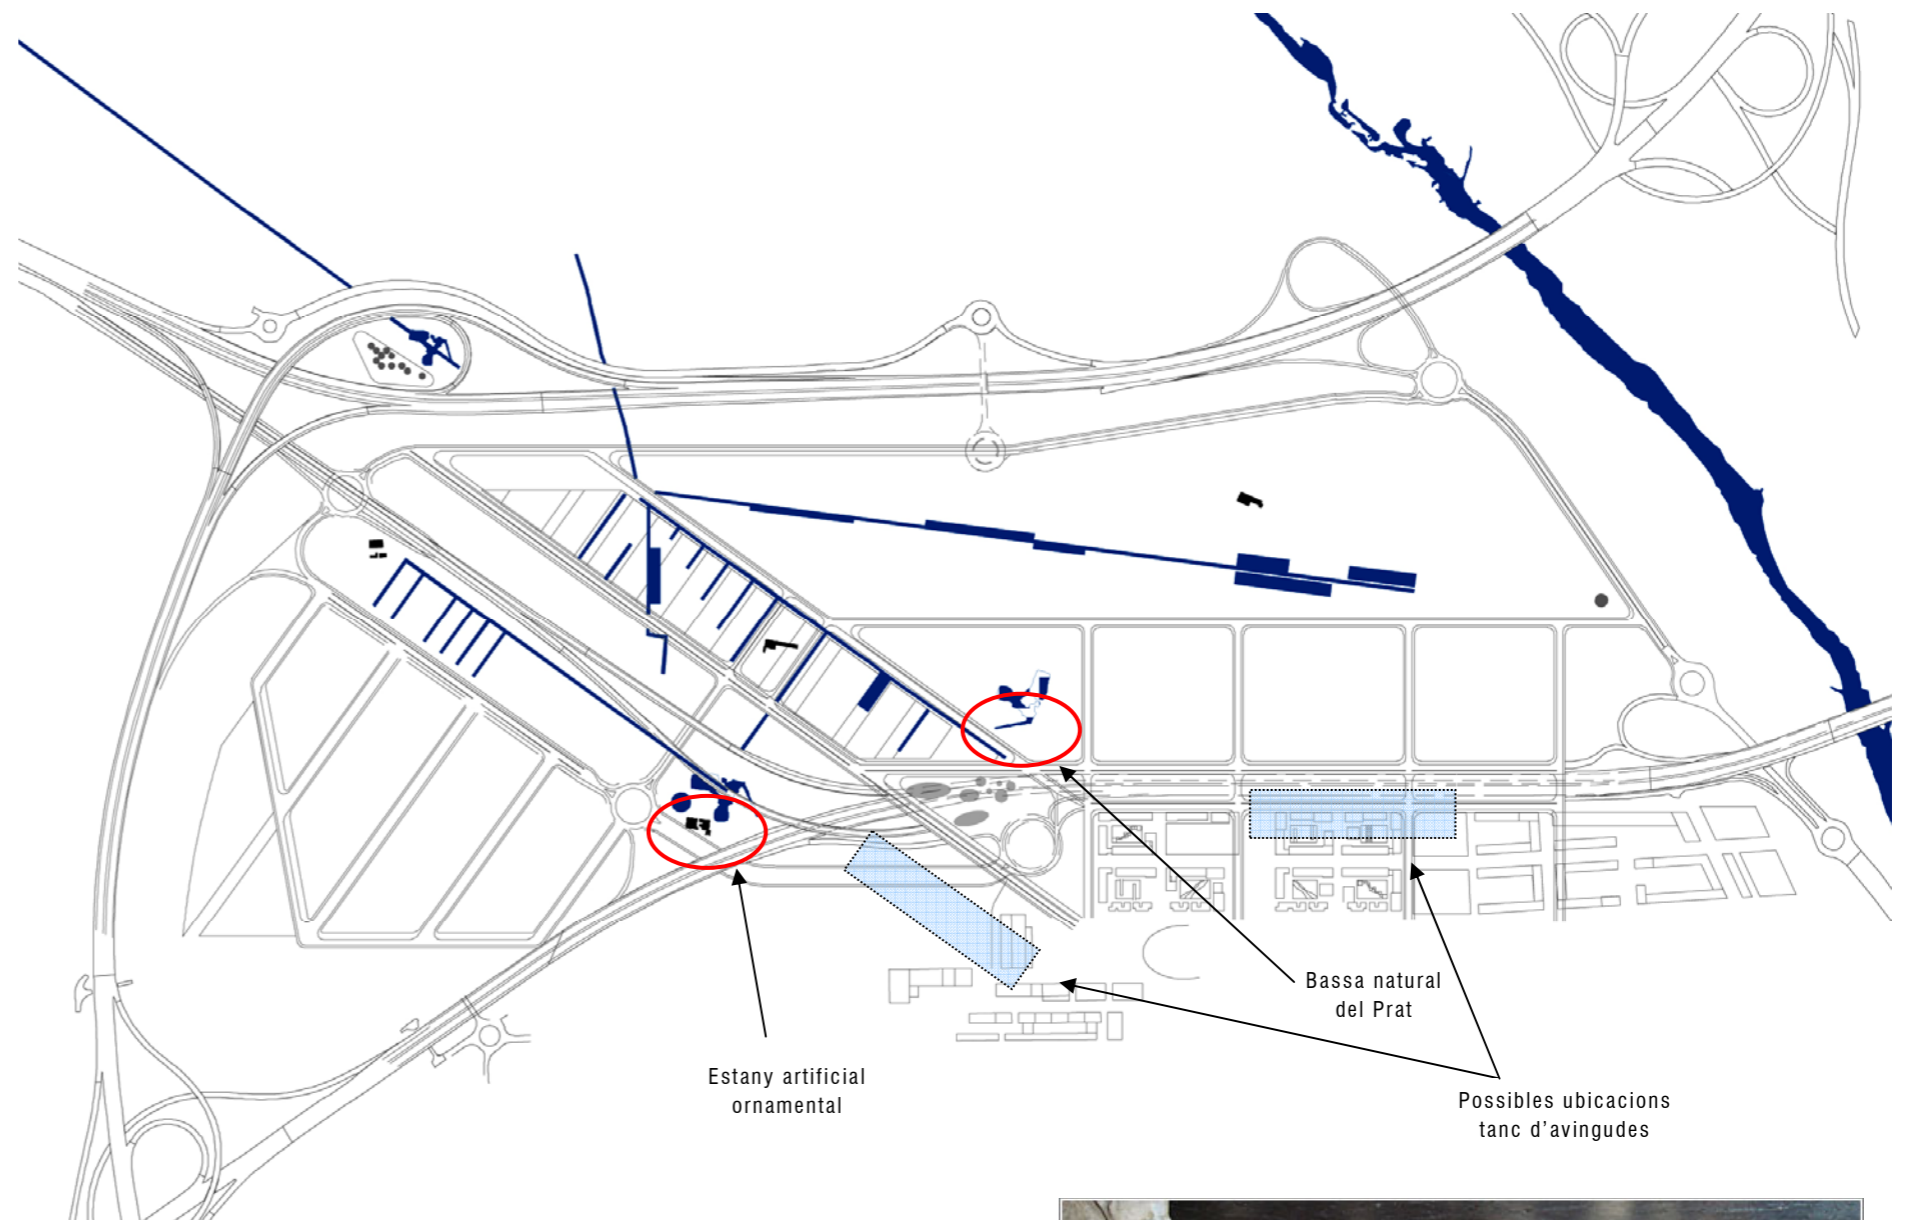 Bassa natural
del Prat
Estany artificial
ornamental
Possibles ubicacions
tanc d’avingudes